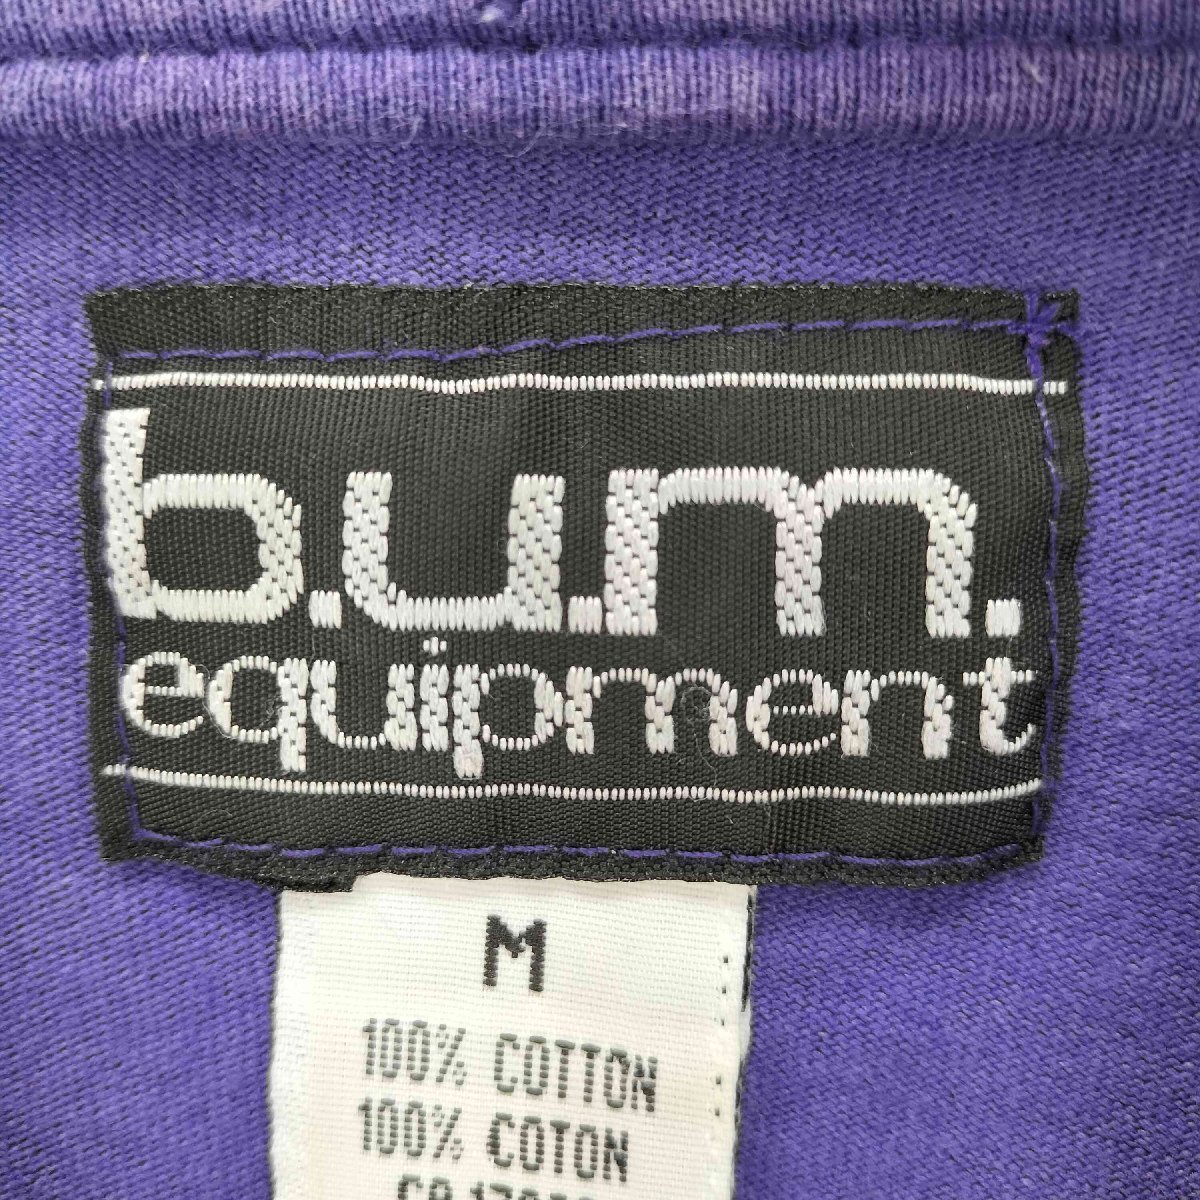 b.u.m.
equipment
M
100% COTTON
100% COTON